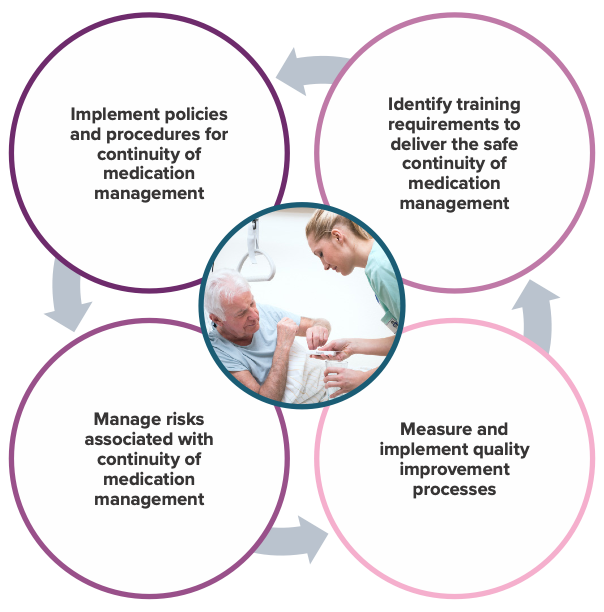 Implement policies
and procedures for
continuity of
medication
management
Identify training
requirements to
deliver the safe
continuity of
medication
management
Manage risks
associated with
continuity of
medication
management
Measure and
implement quality
improvement
processes